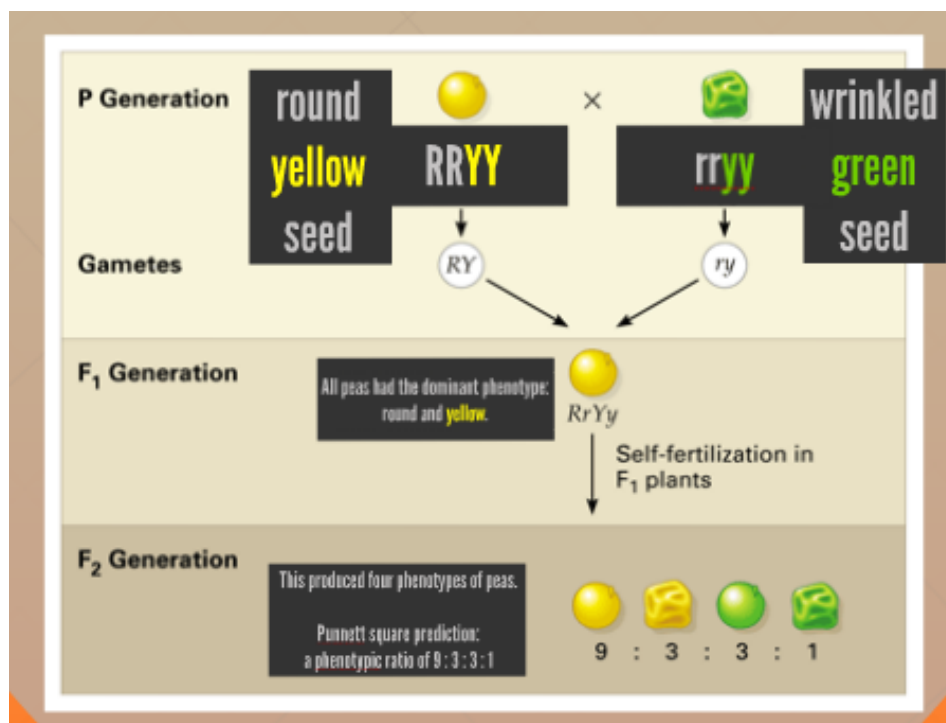 P Generation
round
yellow
seed
RRYY
×
rryy
wrinkled
green
seed
Gametes
RY
ry
F1 Generation
All peas had the dominant phenotype:
round and yellow.
RrYy
Self-fertilization in
F1 plants
F2 Generation
This produced four phenotypes of peas.
Punnett square prediction:
a phenotypic ratio of 9:3:3:1
9 : 3 : 3 : 1